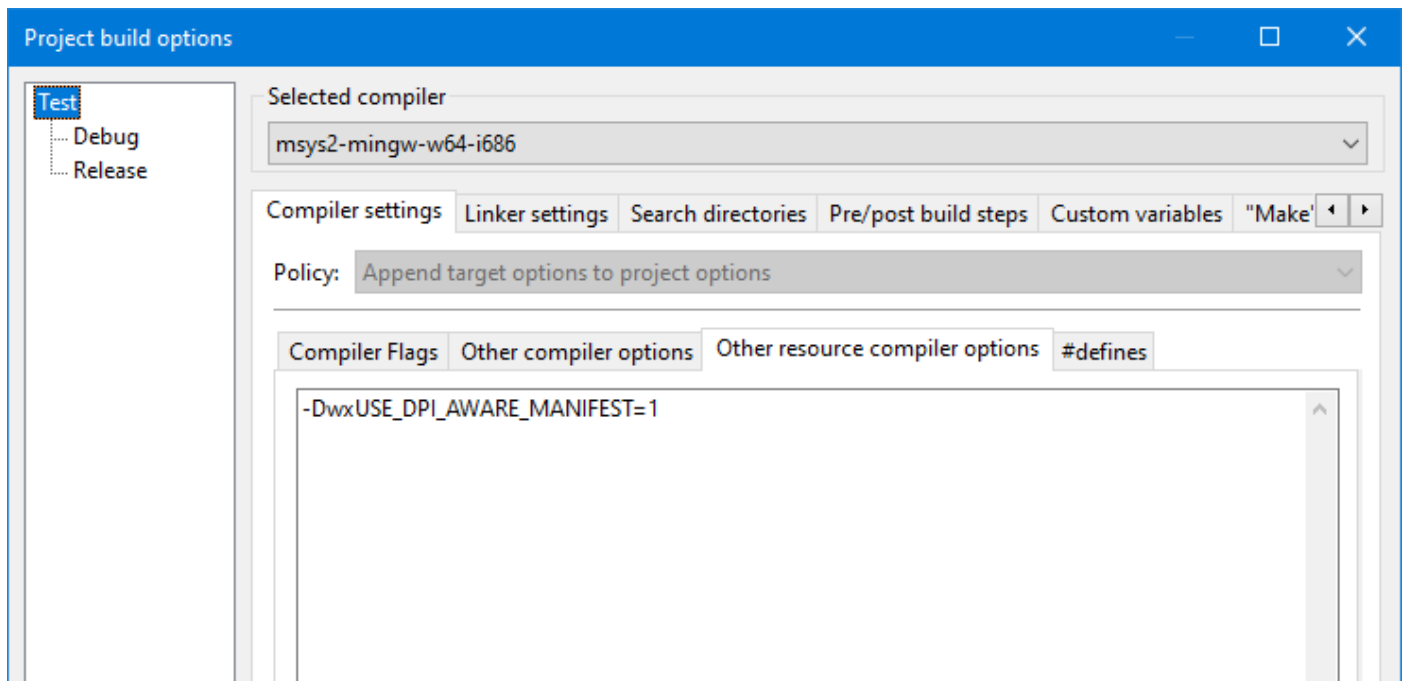 Project build options
Test
Debug
Release
Selected compiler
msys2-mingw-w64-i686
Compiler settings Linker settings Search directories Pre/post build steps Custom variables "Make"
Policy: Append target options to project options
Compiler Flags Other compiler options Other resource compiler options #defines
-DwxUSE_DPI_AWARE_MANIFEST=1